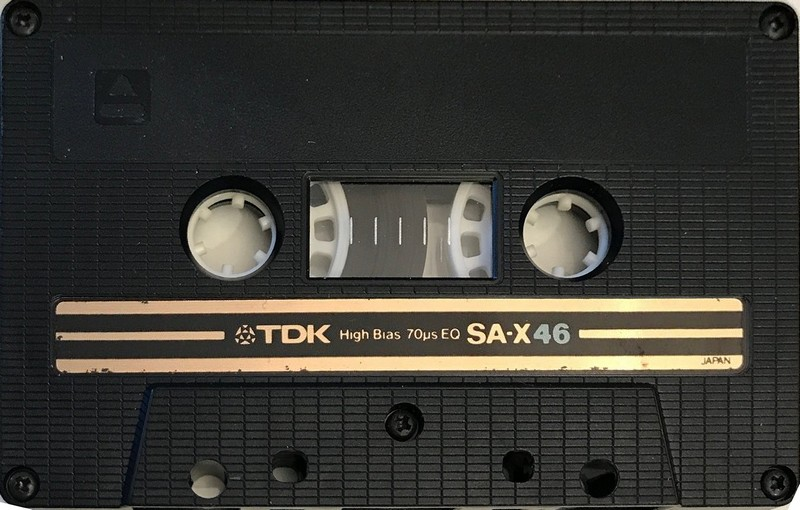 TDK High Bias 70µs EQ SA-X46
JAPAN